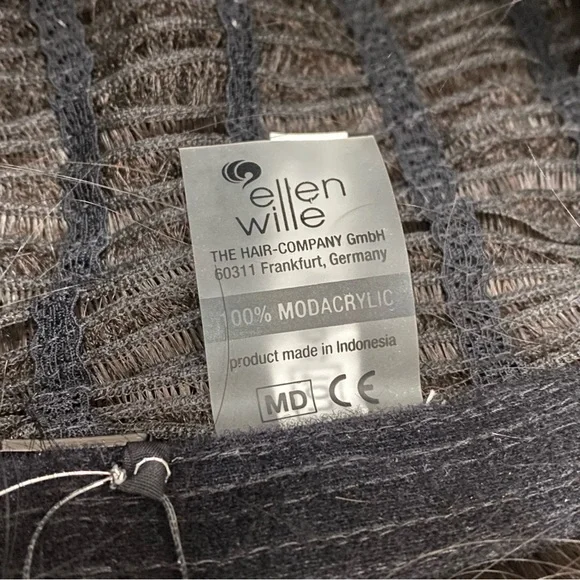 ellen
wille
THE HAIR-COMPANY GmbH
60311 Frankfurt, Germany
100% MODACRYLIC
product made in Indonesia
MD CE